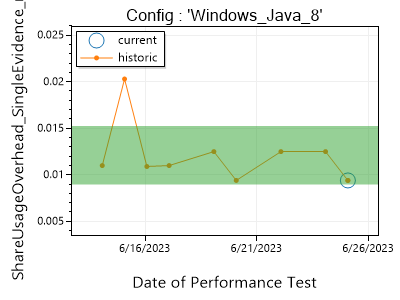 Config : 'Windows_Java_8'
current
historic
0.025
0.02
0.015
0.01
0.005
ShareUsageOverhead_SingleEvidence_
6/16/2023
6/21/2023
6/26/2023
Date of Performance Test